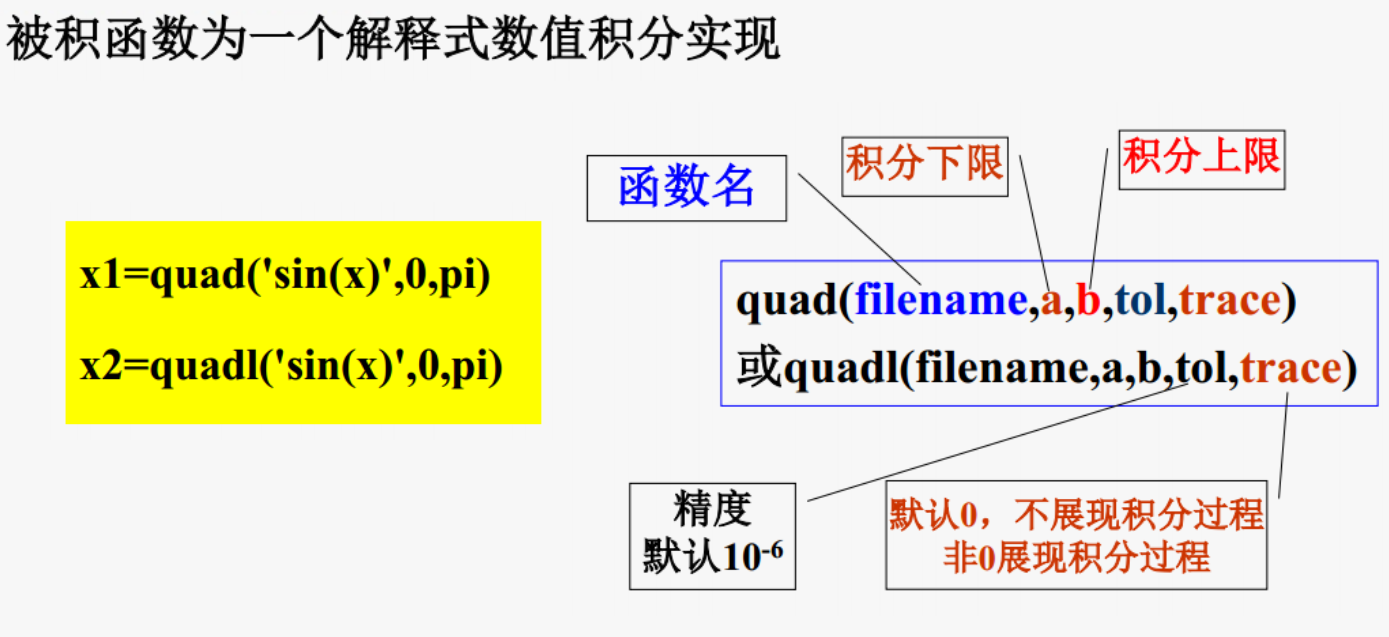 被积函数为一个解释式数值积分实现
函数名
积分下限
积分上限
x1=quad('sin(x)',0,pi)
x2=quadl('sin(x)',0,pi)
quad(filename,a,b,tol,trace)
或quadl(filename,a,b,tol,trace)
精度
默认10⁻⁶
默认0，不展现积分过程
非0展现积分过程